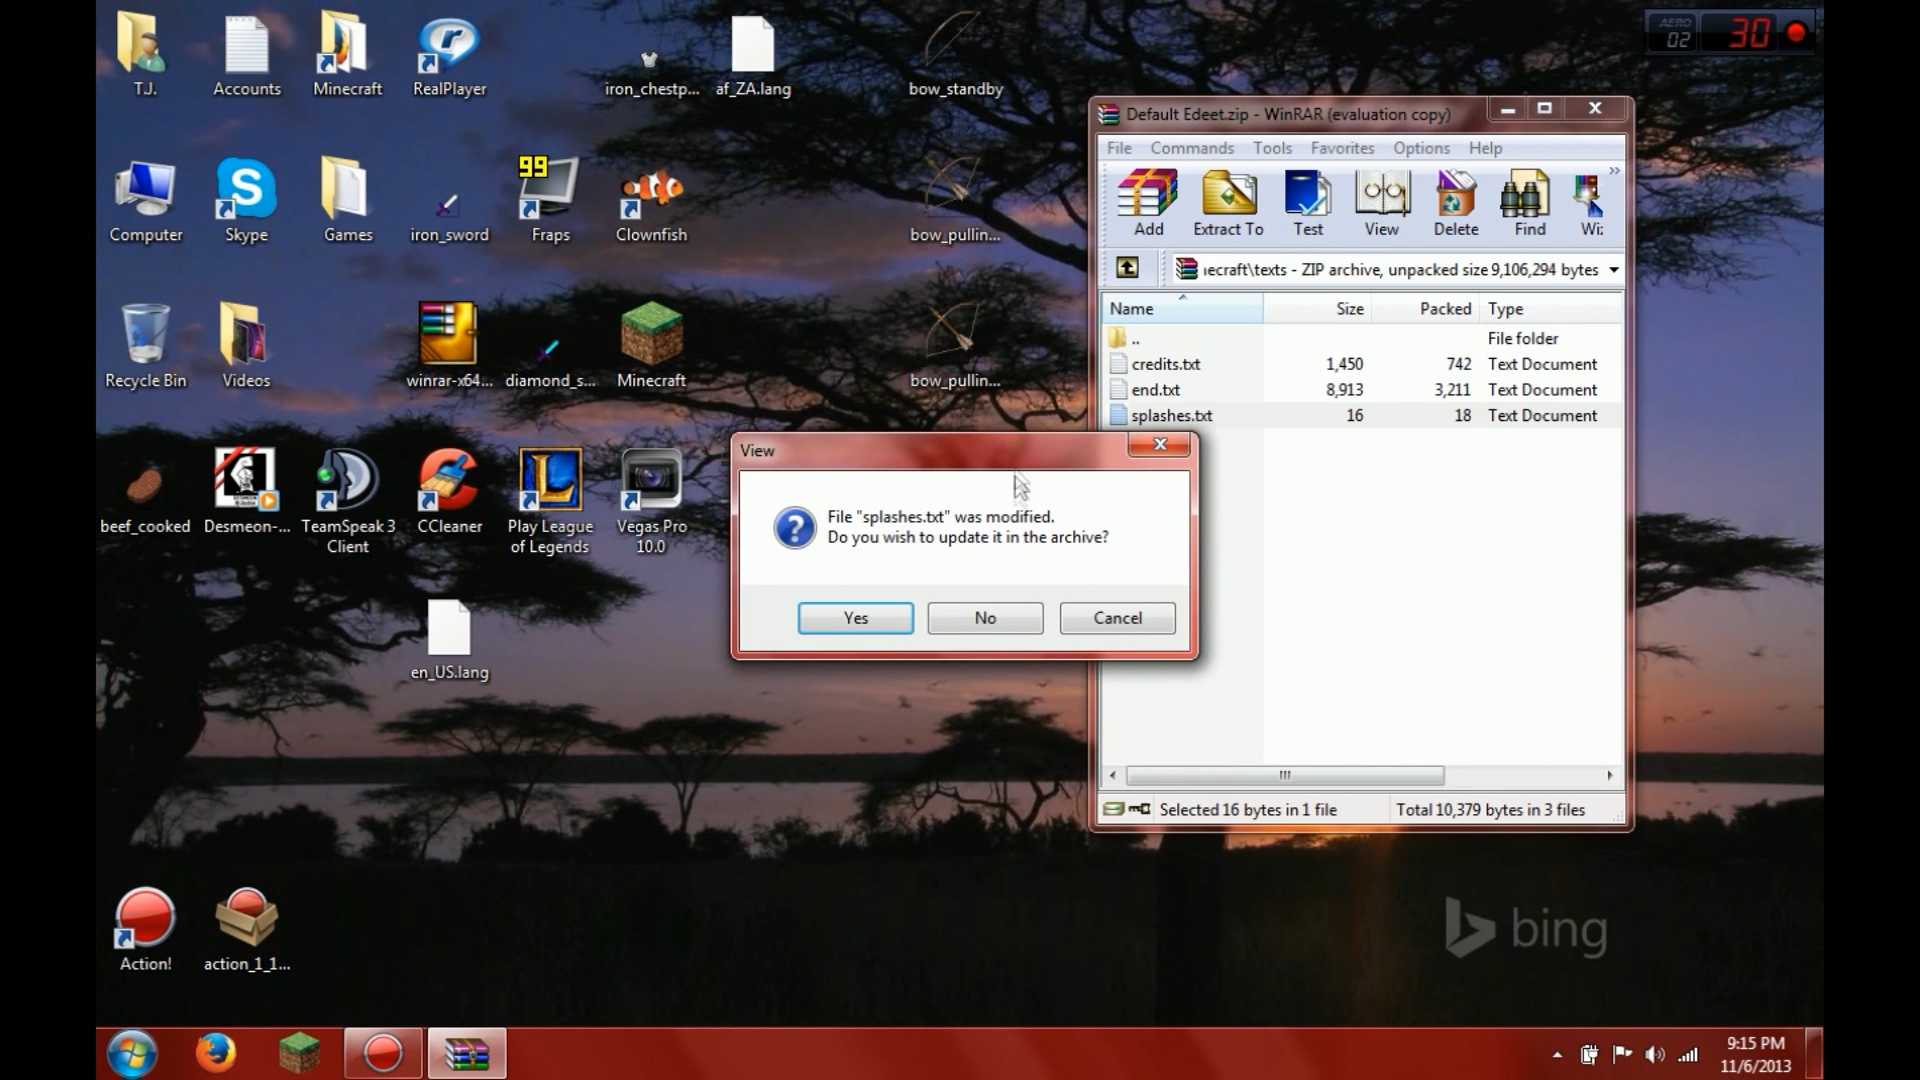 AERO
02
30
T.J.
Accounts
Minecraft
RealPlayer
iron_chestp...
af_ZA.lang
bow_standby
Computer
Skype
Games
iron_sword
99
Fraps
Clownfish
bow_pullin...
Recycle Bin
Videos
winrar-x64...
diamond_s...
Minecraft
bow_pullin...
beef_cooked
Desmeon-...
TeamSpeak 3
Client
CCleaner
Play League
of Legends
Vegas Pro
10.0
en_US.lang
Action!
action_1_1...
Default Edeet.zip - WinRAR (evaluation copy)
File Commands Tools Favorites Options Help
Add Extract To Test View Delete Find Wiz
ecraft\texts - ZIP archive, unpacked size 9,106,294 bytes
Name Size Packed Type
.. File folder
credits.txt 1,450 742 Text Document
end.txt 8,913 3,211 Text Document
splashes.txt 16 18 Text Document
Selected 16 bytes in 1 file Total 10,379 bytes in 3 files
View
File "splashes.txt" was modified.
Do you wish to update it in the archive?
Yes No Cancel
bing
9:15 PM
11/6/2013